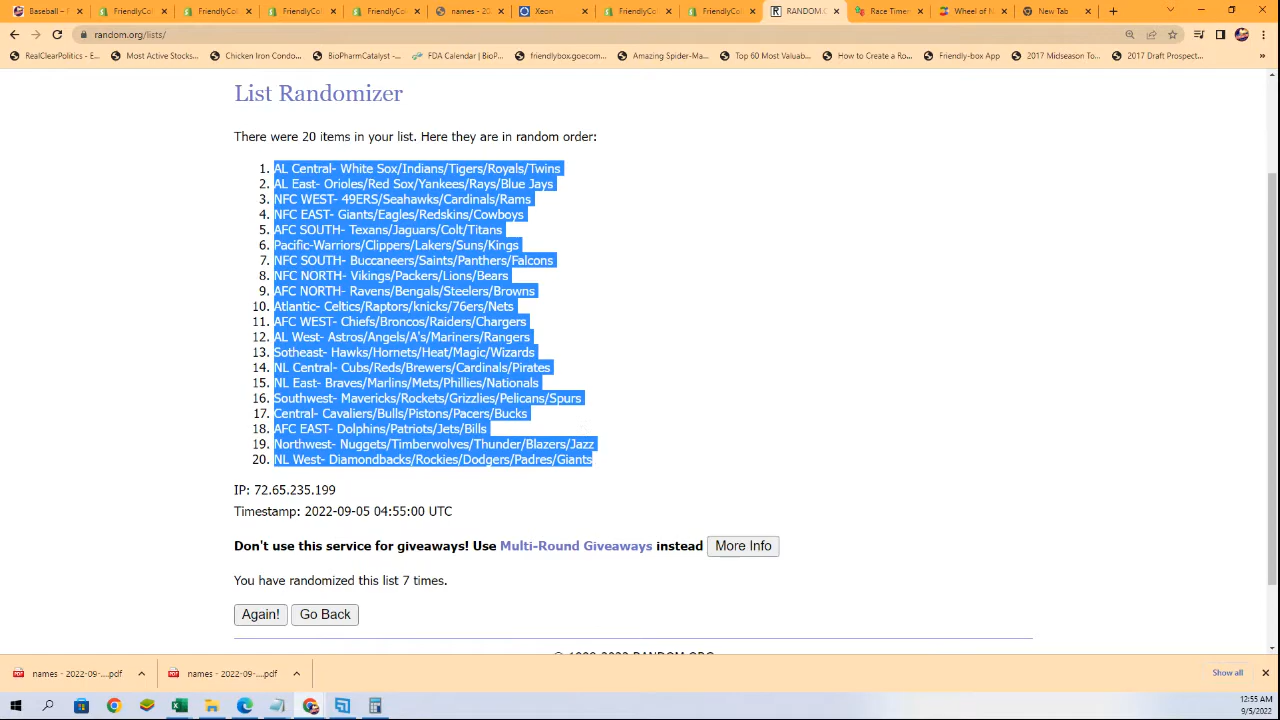 Baseball –
FriendlyCol
FriendlyCol
FriendlyCol
FriendlyCol
names - 20
Xeon
FriendlyCol
FriendlyCol
RANDOM.O
Race Timer
Wheel of N
New Tab
random.org/lists/
RealClearPolitics - E...
Most Active Stocks...
Chicken Iron Condo...
BioPharmCatalyst -...
FDA Calendar | BioP...
friendlybox.goecom...
Amazing Spider-Ma...
Top 60 Most Valuab...
How to Create a Ro...
Friendly-box App
2017 Midseason To...
2017 Draft Prospect...
List Randomizer
There were 20 items in your list. Here they are in random order:
1. AL Central- White Sox/Indians/Tigers/Royals/Twins
2. AL East- Orioles/Red Sox/Yankees/Rays/Blue Jays
3. NFC WEST- 49ERS/Seahawks/Cardinals/Rams
4. NFC EAST- Giants/Eagles/Redskins/Cowboys
5. AFC SOUTH- Texans/Jaguars/Colt/Titans
6. Pacific-Warriors/Clippers/Lakers/Suns/Kings
7. NFC SOUTH- Buccaneers/Saints/Panthers/Falcons
8. NFC NORTH- Vikings/Packers/Lions/Bears
9. AFC NORTH- Ravens/Bengals/Steelers/Browns
10. Atlantic- Celtics/Raptors/knicks/76ers/Nets
11. AFC WEST- Chiefs/Broncos/Raiders/Chargers
12. AL West- Astros/Angels/A's/Mariners/Rangers
13. Sotheast- Hawks/Hornets/Heat/Magic/Wizards
14. NL Central- Cubs/Reds/Brewers/Cardinals/Pirates
15. NL East- Braves/Marlins/Mets/Phillies/Nationals
16. Southwest- Mavericks/Rockets/Grizzlies/Pelicans/Spurs
17. Central- Cavaliers/Bulls/Pistons/Pacers/Bucks
18. AFC EAST- Dolphins/Patriots/Jets/Bills
19. Northwest- Nuggets/Timberwolves/Thunder/Blazers/Jazz
20. NL West- Diamondbacks/Rockies/Dodgers/Padres/Giants
IP: 72.65.235.199
Timestamp: 2022-09-05 04:55:00 UTC
Don't use this service for giveaways! Use Multi-Round Giveaways instead More Info
You have randomized this list 7 times.
Again! Go Back
names - 2022-09-....pdf
names - 2022-09-....pdf
Show all
12:55 AM
9/5/2022